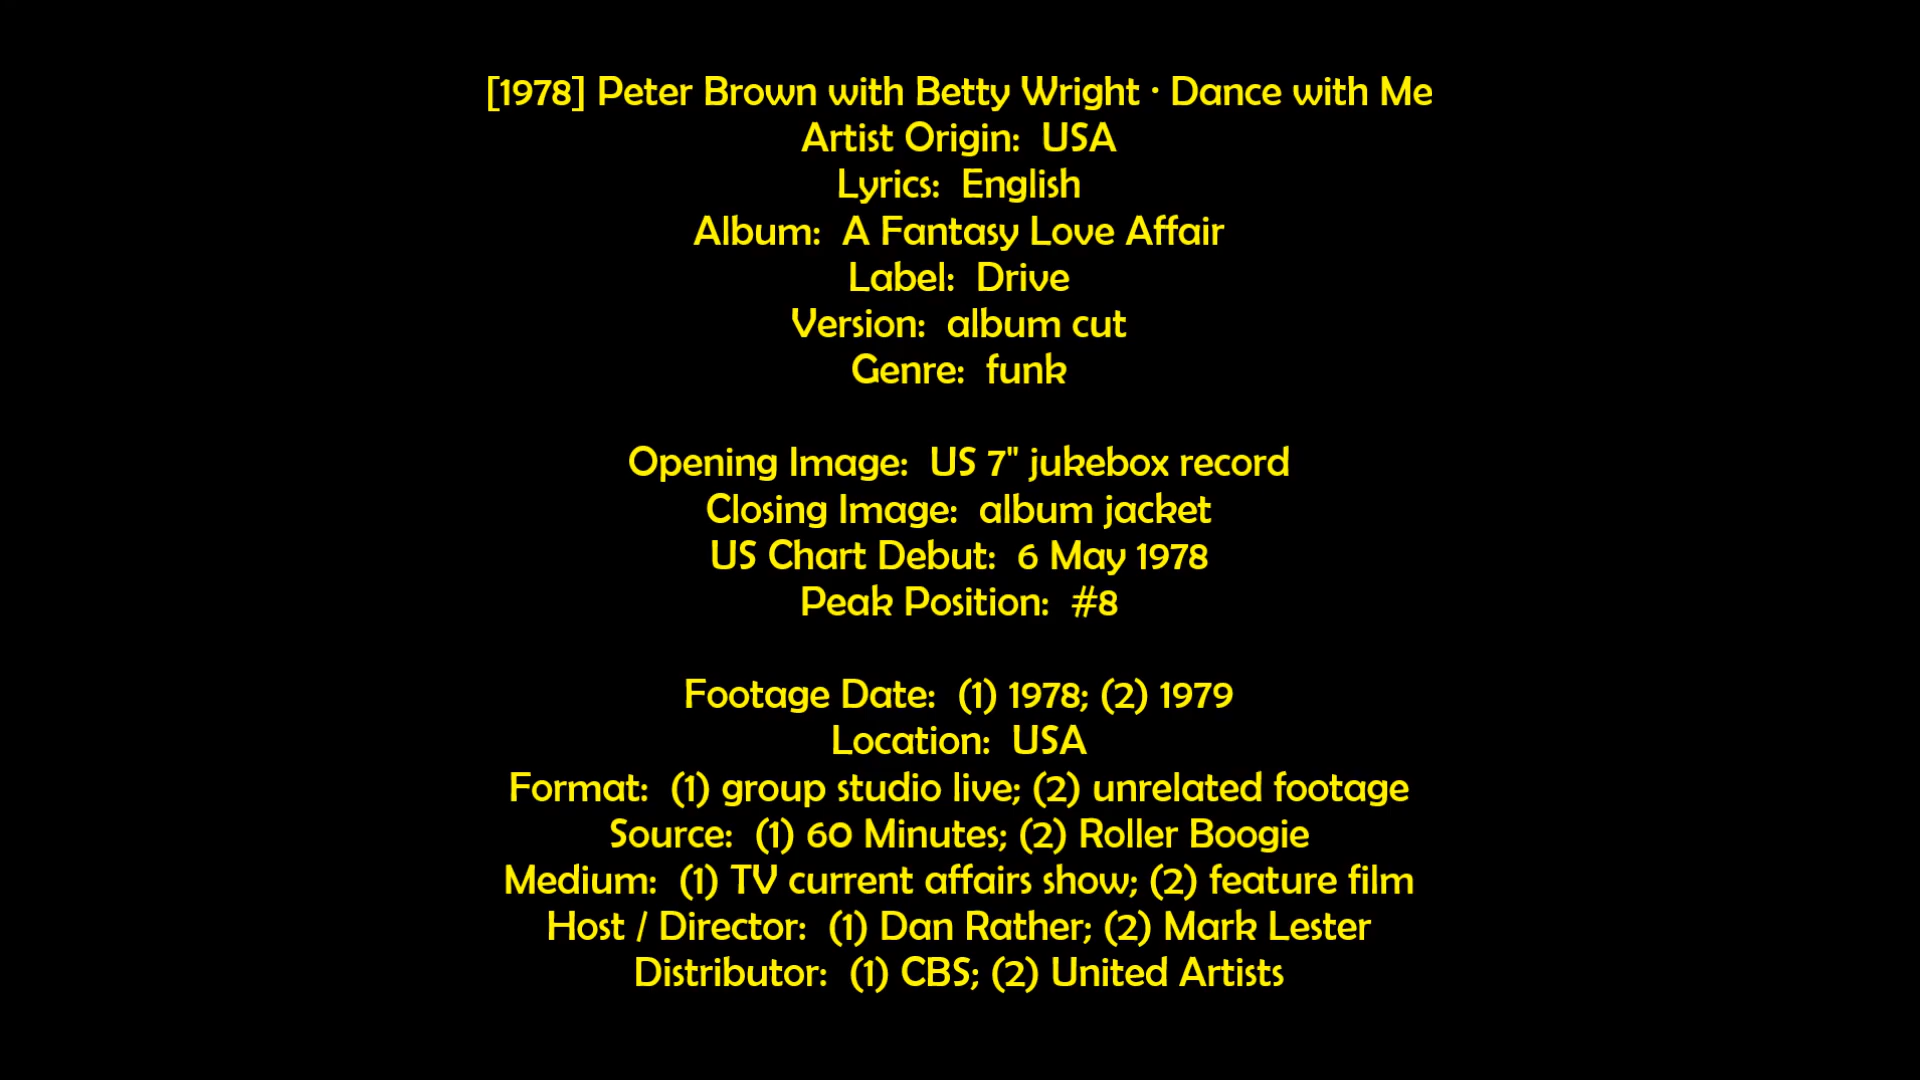 [1978] Peter Brown with Betty Wright · Dance with Me
Artist Origin:  USA
Lyrics:  English
Album:  A Fantasy Love Affair
Label:  Drive
Version:  album cut
Genre:  funk
Opening Image:  US 7" jukebox record
Closing Image:  album jacket
US Chart Debut:  6 May 1978
Peak Position:  #8
Footage Date:  (1) 1978; (2) 1979
Location:  USA
Format:  (1) group studio live; (2) unrelated footage
Source:  (1) 60 Minutes; (2) Roller Boogie
Medium:  (1) TV current affairs show; (2) feature film
Host / Director:  (1) Dan Rather; (2) Mark Lester
Distributor:  (1) CBS; (2) United Artists